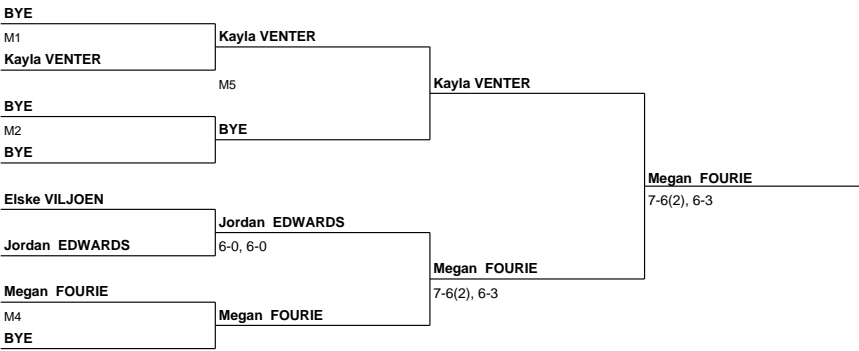 BYE
M1
Kayla VENTER
Kayla VENTER
M5
Kayla VENTER
BYE
M2
BYE
BYE
Megan FOURIE
7-6(2), 6-3
Elske VILJOEN
Jordan EDWARDS
Jordan EDWARDS
6-0, 6-0
Megan FOURIE
7-6(2), 6-3
Megan FOURIE
M4
Megan FOURIE
BYE